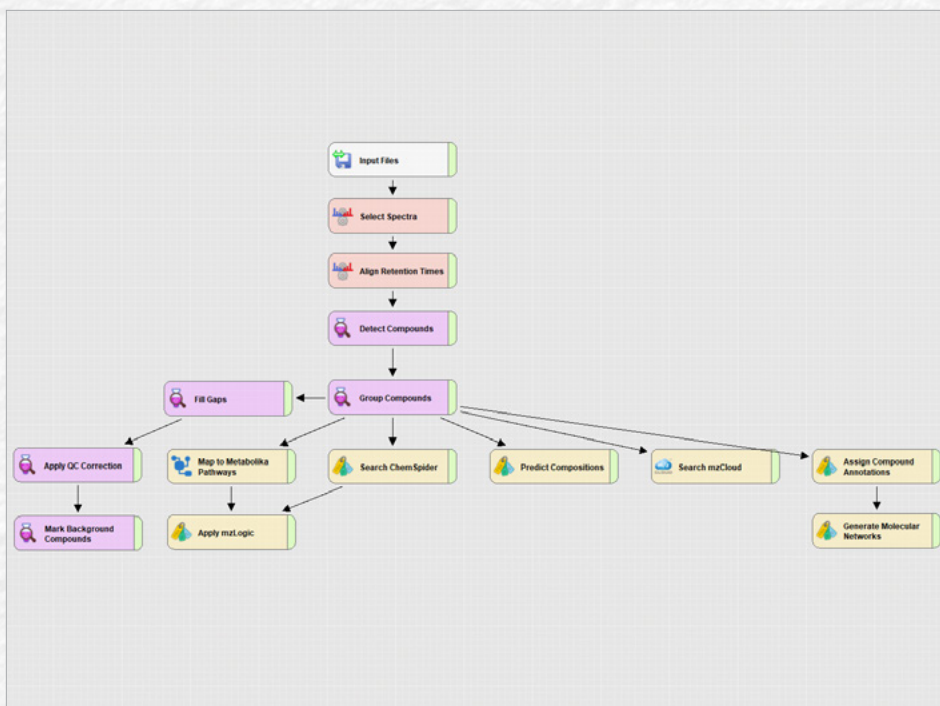 Input Files
Select Spectra
Align Retention Times
Detect Compounds
Fill Gaps
Group Compounds
Apply QC Correction
Map to Metabolika
Pathways
Search ChemSpider
Predict Compositions
Search mzCloud
Assign Compound
Annotations
Mark Background
Compounds
Apply mzLogic
Generate Molecular
Networks